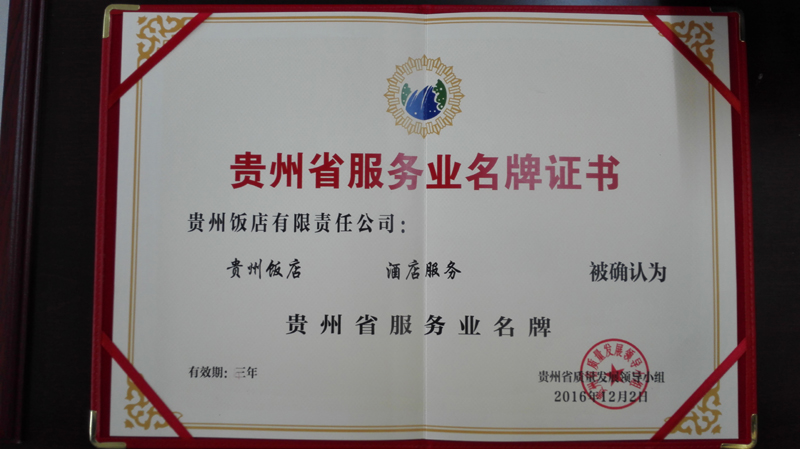 贵州省服务业名牌证书
贵州饭店有限责任公司：
贵州饭店 酒店服务 被确认为
贵州省服务业名牌
有效期：三年
贵州省质量发展领导小组
2016年12月2日